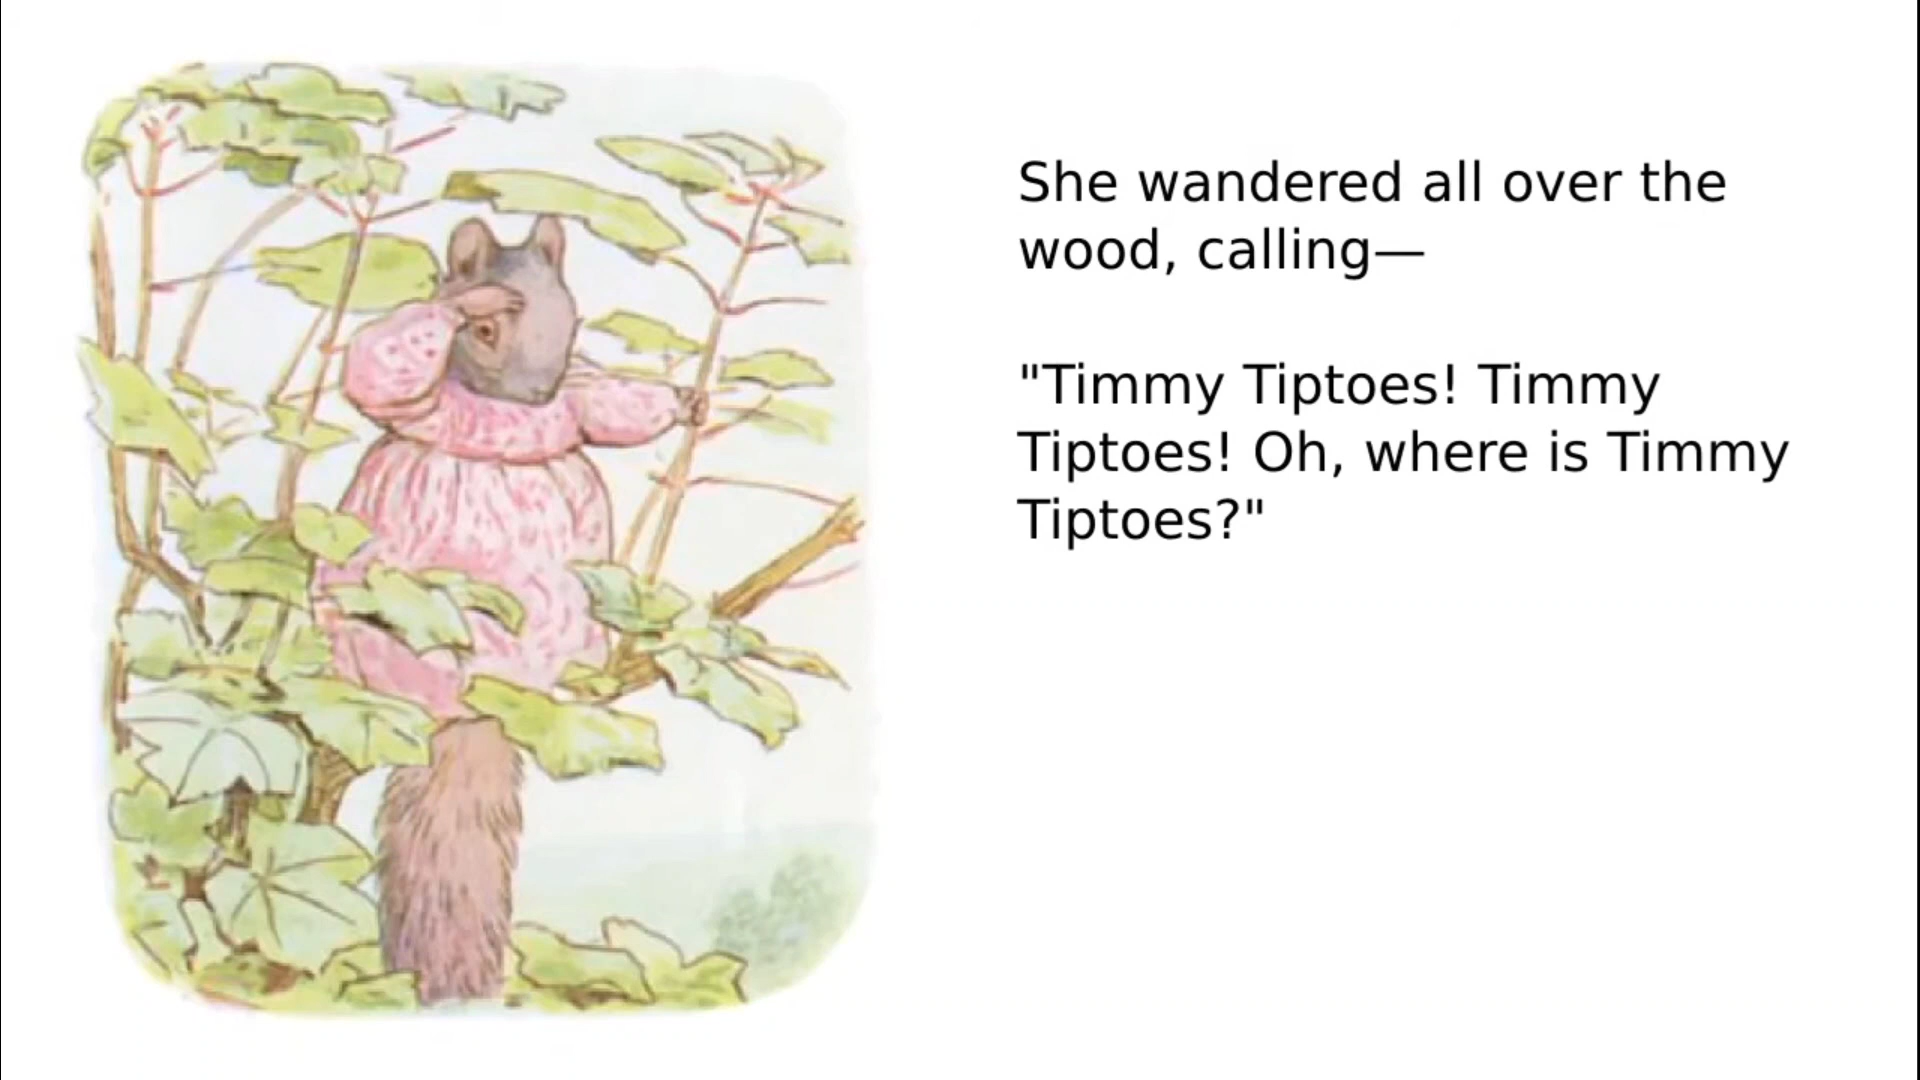 She wandered all over the
wood, calling—
"Timmy Tiptoes! Timmy
Tiptoes! Oh, where is Timmy
Tiptoes?"